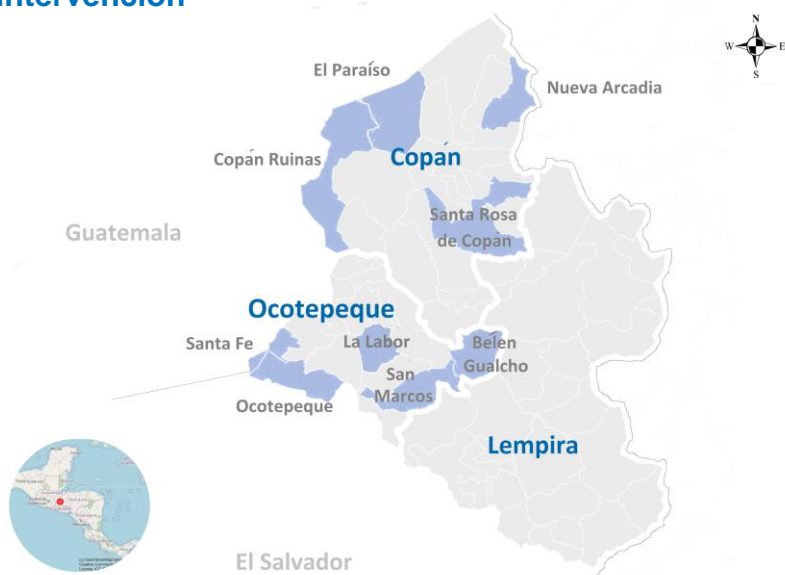 N
W E
S
El Paraíso
Nueva Arcadia
Copán Ruinas
Copán
Santa Rosa
de Copán
Guatemala
Ocotepeque
Santa Fe
La Labor
Belen
Gualcho
San
Marcos
Ocotepeque
Lempira
El Salvador